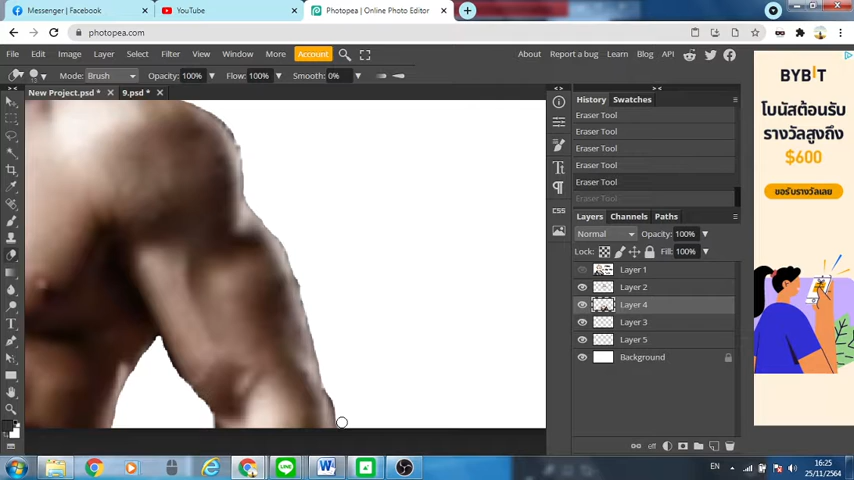 Messenger | Facebook
YouTube
Photopea | Online Photo Editor
photopea.com
File Edit Image Layer Select Filter View Window More Account
About Report a bug Learn Blog API
Mode: Brush Opacity: 100% Flow: 100% Smooth: 0%
New Project.psd *
9.psd *
History Swatches
Eraser Tool
Eraser Tool
Eraser Tool
Eraser Tool
Eraser Tool
Eraser Tool
Layers Channels Paths
Normal Opacity: 100%
Lock: Fill: 100%
Layer 1
Layer 2
Layer 4
Layer 3
Layer 5
Background
CSS
BYBIT
โบนัสต้อนรับ
รางวัลสูงถึง
$600
ขอรับรางวัลเลย
EN
16:25
25/11/2564